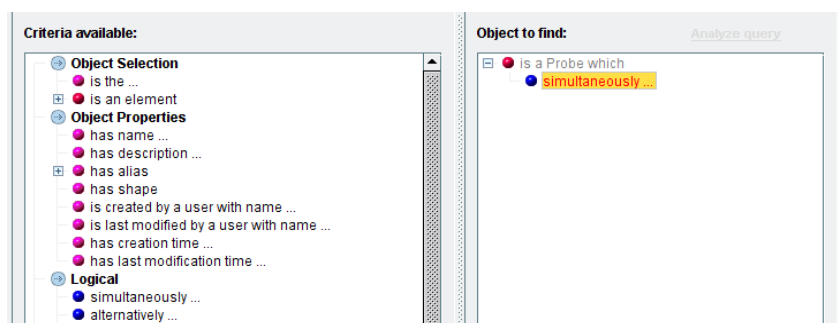 Criteria available:
Object Selection
is the ...
is an element
Object Properties
has name ...
has description ...
has alias
has shape
is created by a user with name ...
is last modified by a user with name ...
has creation time ...
has last modification time ...
Logical
simultaneously ...
alternatively ...
Object to find:
Analyze query
is a Probe which
simultaneously ...